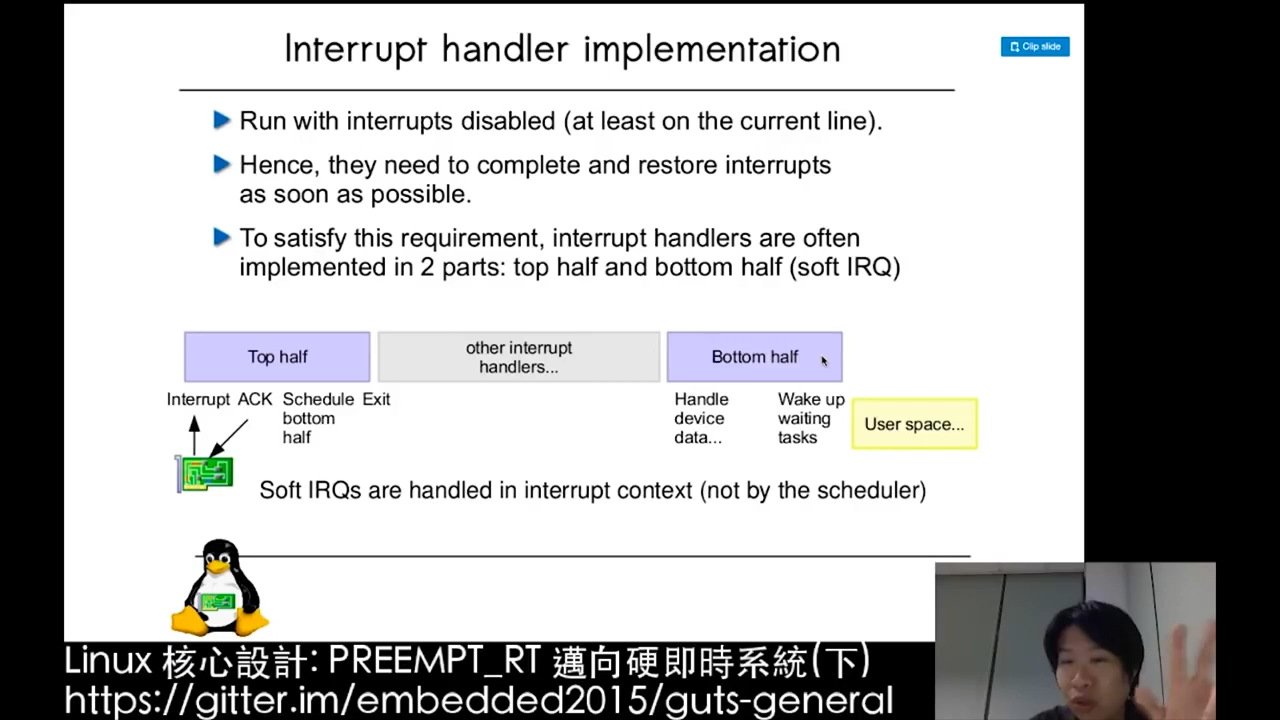 Interrupt handler implementation
Clip slide
Run with interrupts disabled (at least on the current line).
Hence, they need to complete and restore interrupts
as soon as possible.
To satisfy this requirement, interrupt handlers are often
implemented in 2 parts: top half and bottom half (soft IRQ)
Top half
other interrupt
handlers...
Bottom half
Interrupt
ACK
Schedule
bottom
half
Exit
Handle
device
data...
Wake up
waiting
tasks
User space...
Soft IRQs are handled in interrupt context (not by the scheduler)
Linux 核心設計: PREEMPT_RT 邁向硬即時系統(下)
https://gitter.im/embedded2015/guts-general